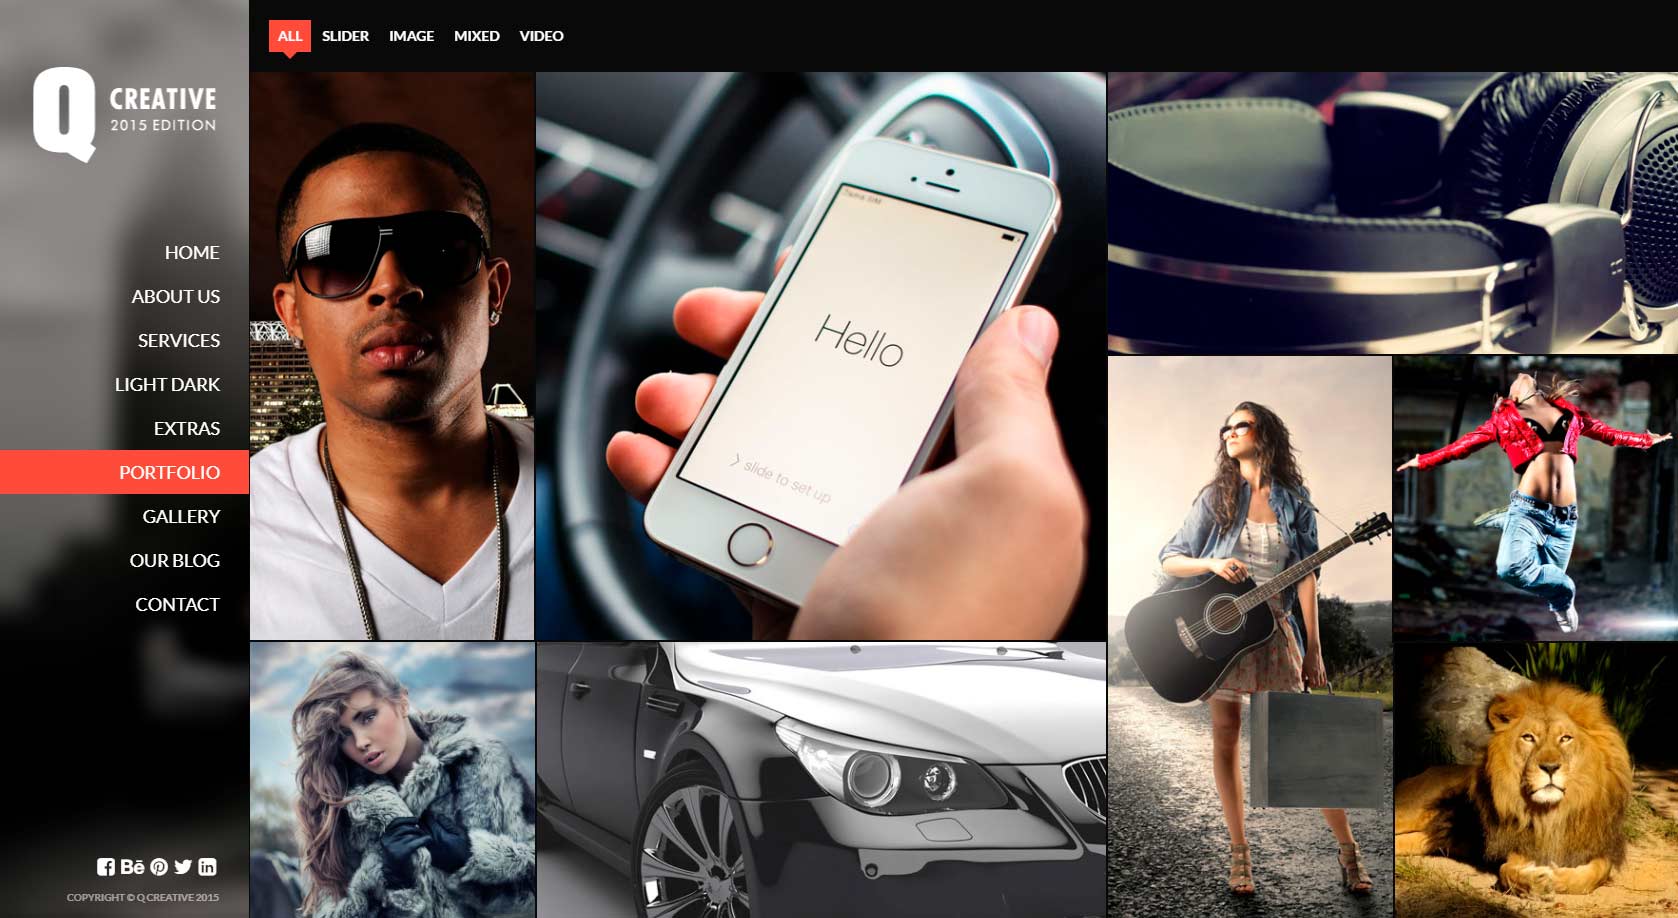 Q
CREATIVE
2015 EDITION
HOME
ABOUT US
SERVICES
LIGHT DARK
EXTRAS
PORTFOLIO
GALLERY
OUR BLOG
CONTACT
Bē
COPYRIGHT © Q CREATIVE 2015
ALL SLIDER IMAGE MIXED VIDEO
Hello
> slide to set up